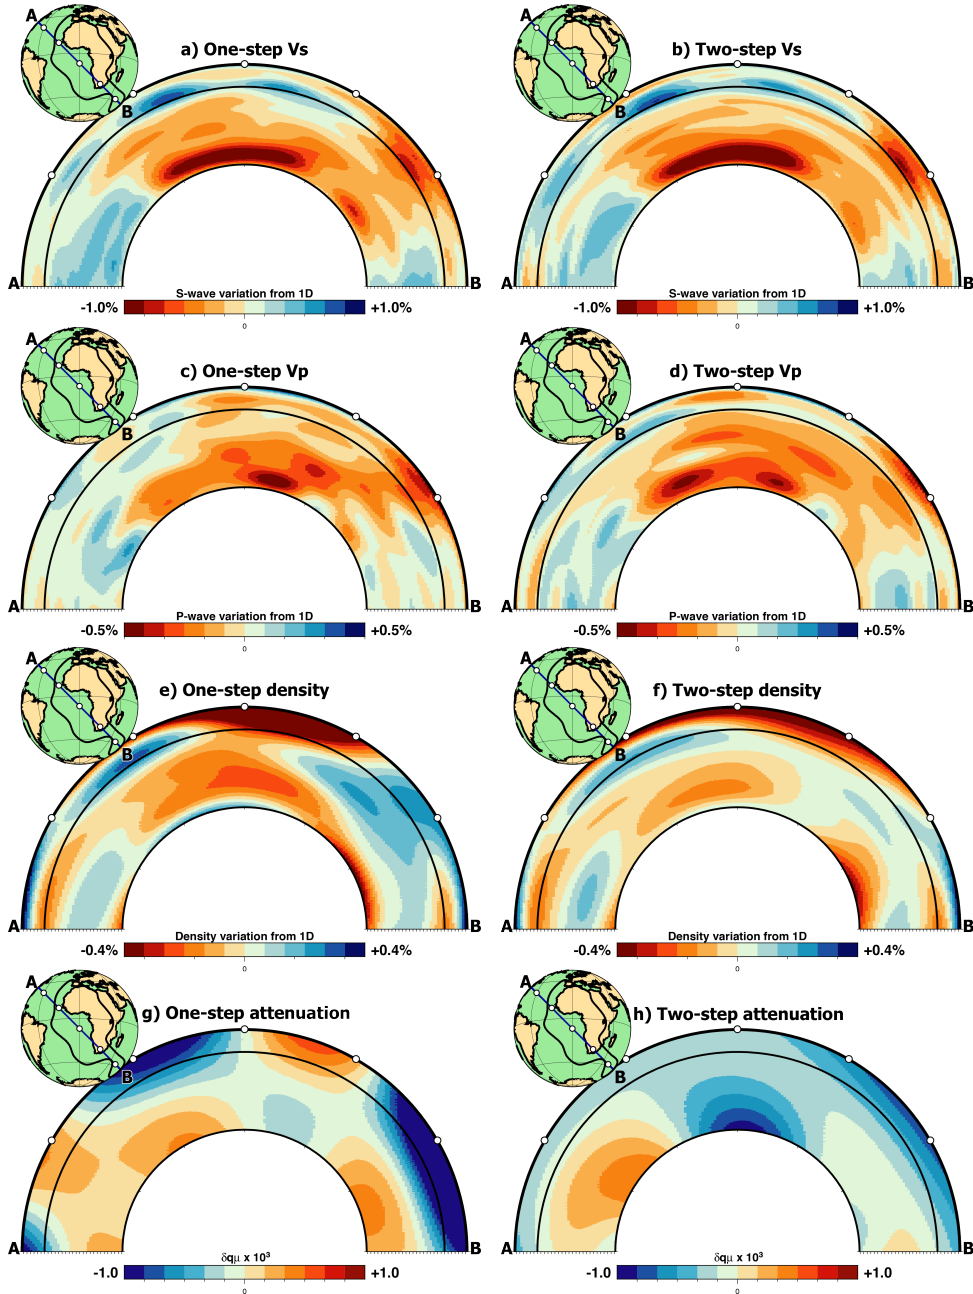 A
a) One-step Vs
B
A
B
S-wave variation from 1D
-1.0%
+1.0%
0
A
b) Two-step Vs
B
A
B
S-wave variation from 1D
-1.0%
+1.0%
0
A
c) One-step Vp
B
A
B
P-wave variation from 1D
-0.5%
+0.5%
0
A
d) Two-step Vp
B
A
B
P-wave variation from 1D
-0.5%
+0.5%
0
A
e) One-step density
B
A
B
Density variation from 1D
-0.4%
+0.4%
0
A
f) Two-step density
B
A
B
Density variation from 1D
-0.4%
+0.4%
0
A
g) One-step attenuation
B
A
B
δqμ x 10³
-1.0
+1.0
0
A
h) Two-step attenuation
B
A
B
δqμ x 10³
-1.0
+1.0
0